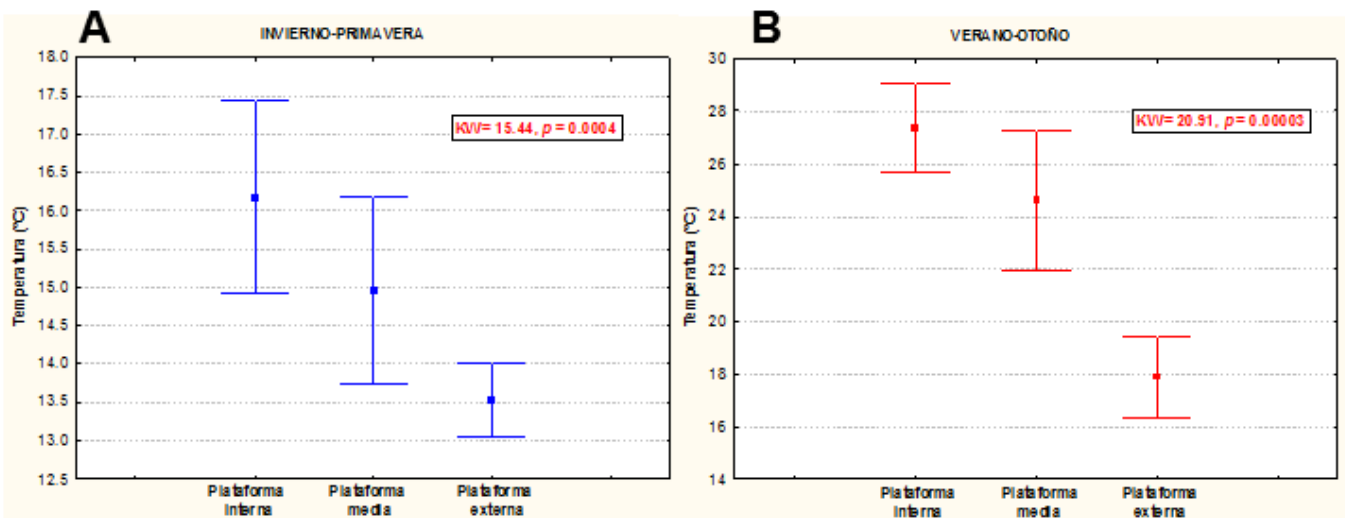 A
INVIERNO-PRIMAVERA
18.0
17.5
17.0
16.5
16.0
15.5
15.0
14.5
14.0
13.5
13.0
12.5
Temperatura (ºC)
KW= 15.44, p = 0.0004
Plataforma
interna
Plataforma
media
Plataforma
externa
B
VERANO-OTOÑO
30
28
26
24
22
20
18
16
14
Temperatura (ºC)
KW= 20.91, p = 0.00003
Plataforma
interna
Plataforma
media
Plataforma
externa